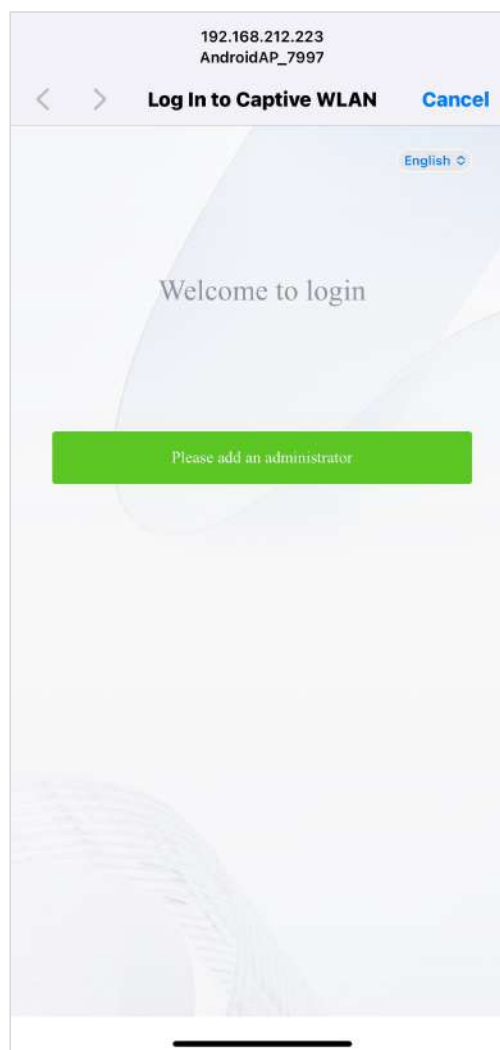 192.168.212.223
AndroidAP_7997
Log In to Captive WLAN
Cancel
English
Welcome to login
Please add an administrator